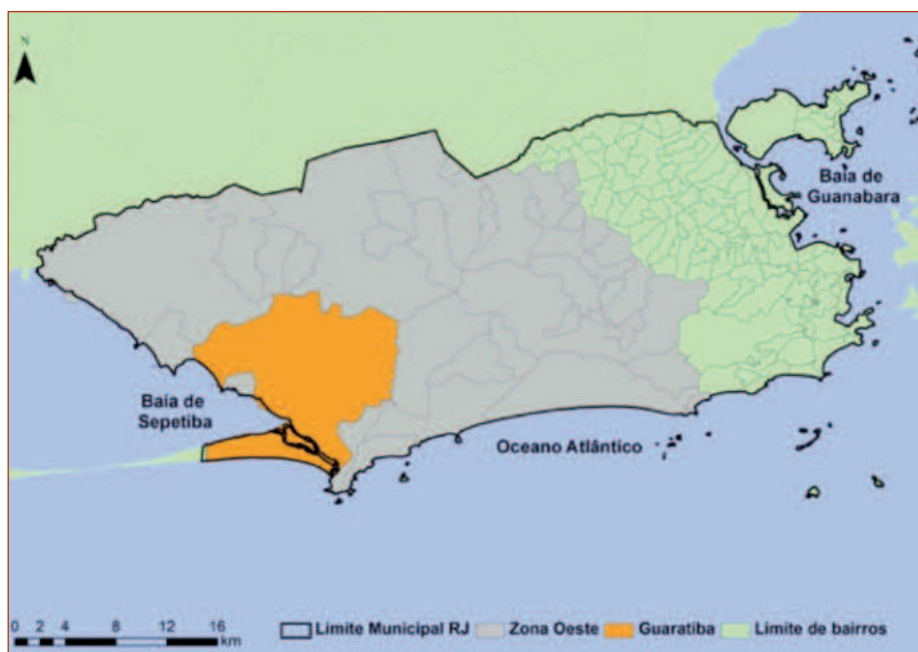 N
Baía de
Guanabara
Baía de
Sepetiba
Oceano Atlântico
0 2 4 8 12 16
km
Limite Municipal RJ Zona Oeste Guaratiba Limite de bairros